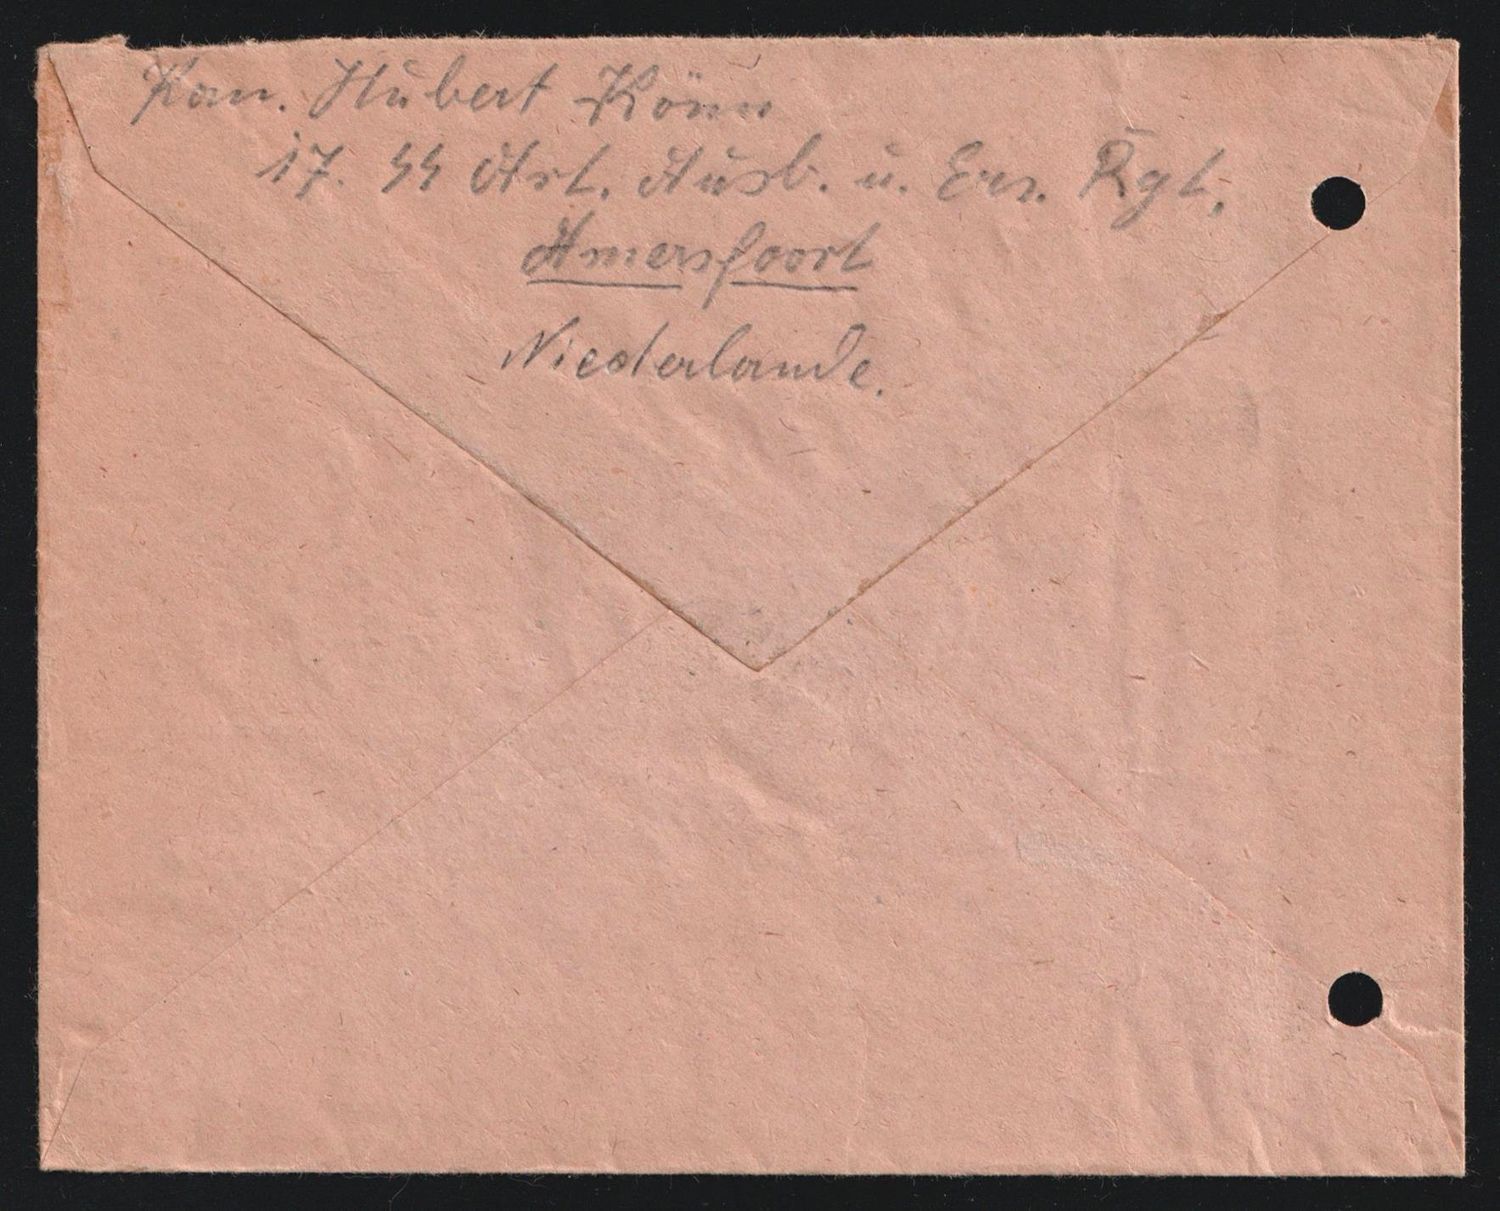 Kan. Hubert Könn
17. SS Art. Ausb. u. Ers. Rgt.
Amersfoort
Niederlande.